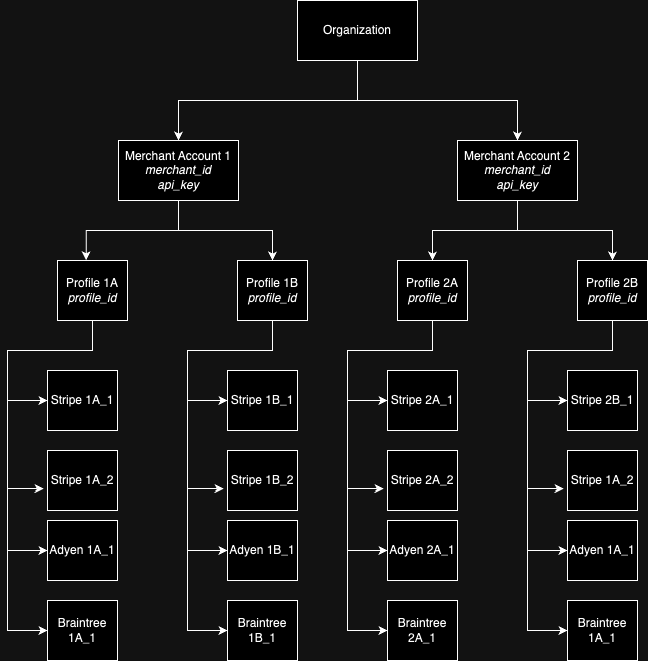 Organization
Merchant Account 1
merchant_id
api_key
Merchant Account 2
merchant_id
api_key
Profile 1A
profile_id
Profile 1B
profile_id
Profile 2A
profile_id
Profile 2B
profile_id
Stripe 1A_1
Stripe 1B_1
Stripe 2A_1
Stripe 2B_1
Stripe 1A_2
Stripe 1B_2
Stripe 2A_2
Stripe 1A_2
Adyen 1A_1
Adyen 1B_1
Adyen 2A_1
Adyen 1A_1
Braintree
1A_1
Braintree
1B_1
Braintree
2A_1
Braintree
1A_1